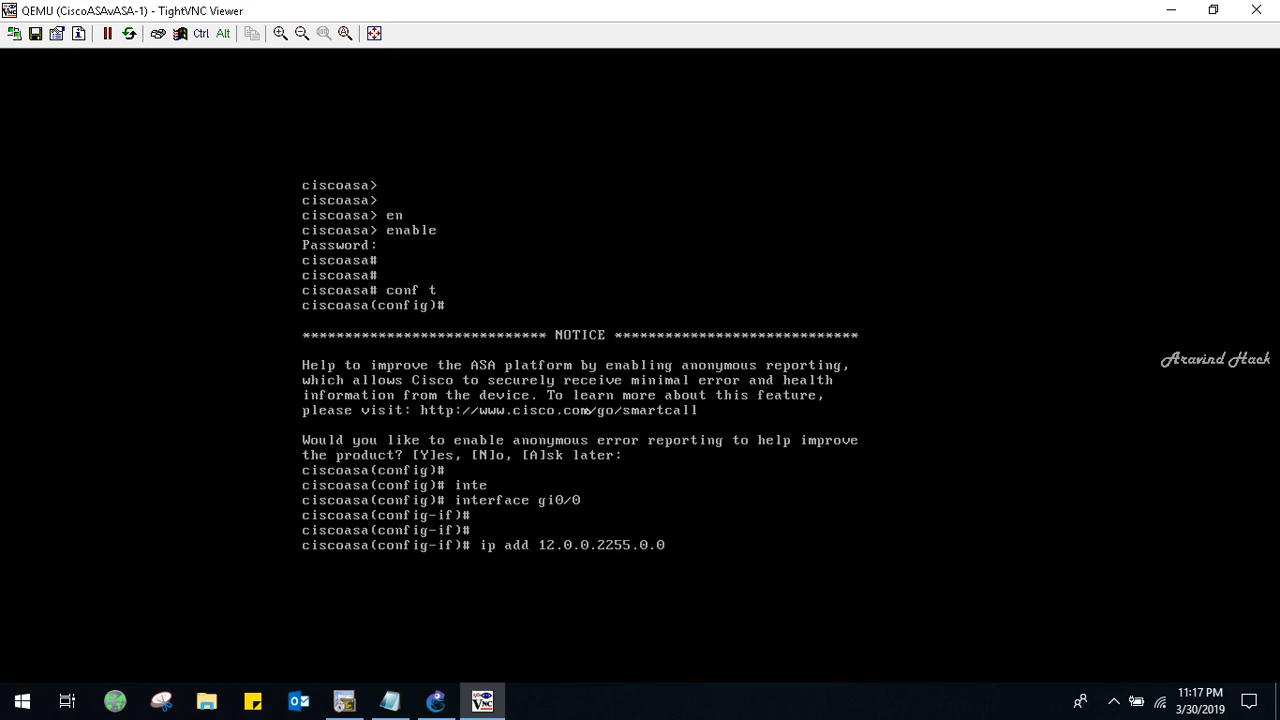 QEMU (CiscoASAvASA-1) - TightVNC Viewer
Ctrl Alt
ciscoasa>
ciscoasa>
ciscoasa> en
ciscoasa> enable
Password:
ciscoasa#
ciscoasa#
ciscoasa# conf t
ciscoasa(config)#
***************************** NOTICE *****************************
Help to improve the ASA platform by enabling anonymous reporting,
which allows Cisco to securely receive minimal error and health
information from the device. To learn more about this feature,
please visit: http://www.cisco.com/go/smartcall
Would you like to enable anonymous error reporting to help improve
the product? [Y]es, [N]o, [A]sk later:
ciscoasa(config)#
ciscoasa(config)# inte
ciscoasa(config)# interface gi0/0
ciscoasa(config-if)#
ciscoasa(config-if)#
ciscoasa(config-if)# ip add 12.0.0.2255.0.0
Aravind Hack
11:17 PM
3/30/2019